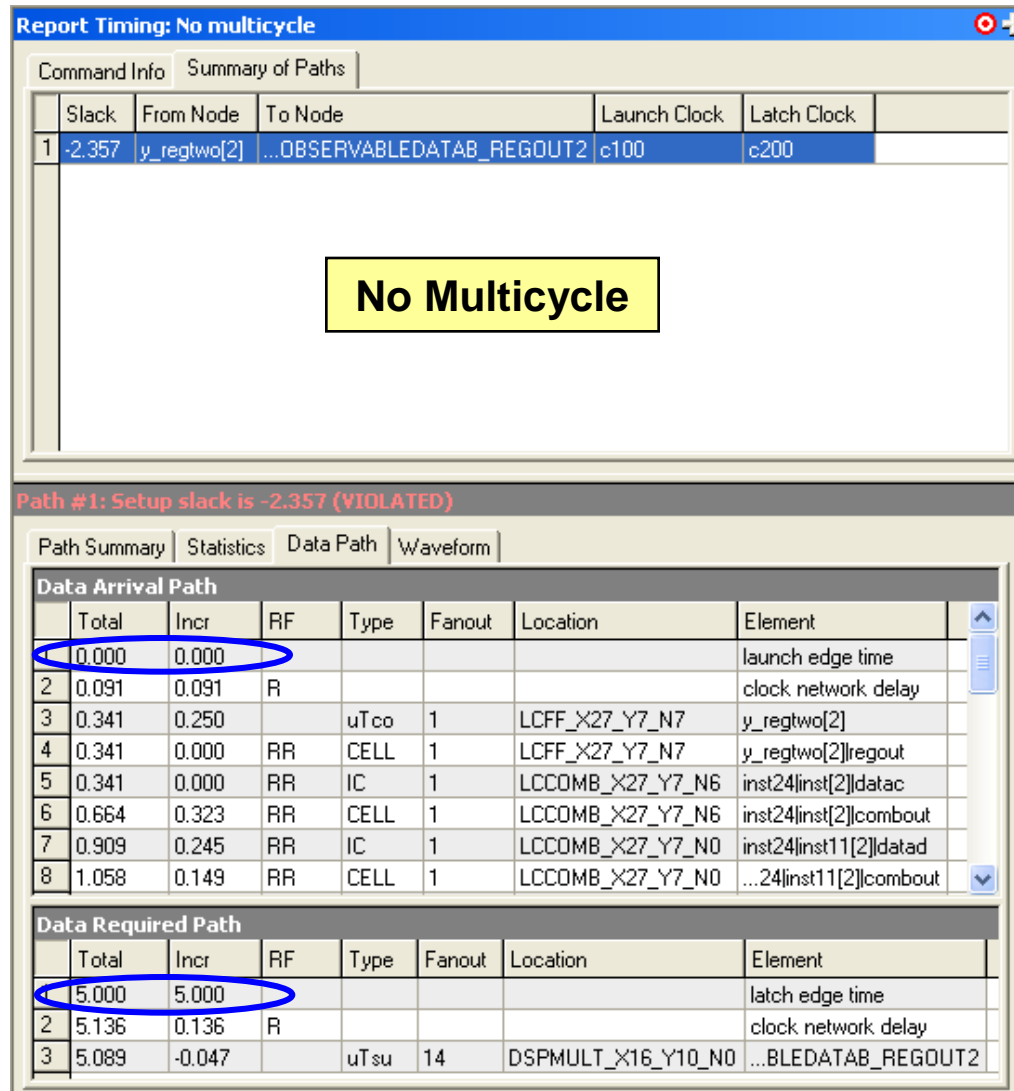 Report Timing: No multicycle
Command Info Summary of Paths
Slack From Node To Node Launch Clock Latch Clock
1 -2.357 y_regtwo[2] ...OBSERVABLEDATAB_REGOUT2 c100 c200
No Multicycle
Path #1: Setup slack is -2.357 (VIOLATED)
Path Summary Statistics Data Path Waveform
Data Arrival Path
Total Incr RF Type Fanout Location Element
1 0.000 0.000 launch edge time
2 0.091 0.091 R clock network delay
3 0.341 0.250 uTco 1 LCFF_X27_Y7_N7 y_regtwo[2]
4 0.341 0.000 RR CELL 1 LCFF_X27_Y7_N7 y_regtwo[2]|regout
5 0.341 0.000 RR IC 1 LCCOMB_X27_Y7_N6 inst24|inst[2]|datac
6 0.664 0.323 RR CELL 1 LCCOMB_X27_Y7_N6 inst24|inst[2]|combout
7 0.909 0.245 RR IC 1 LCCOMB_X27_Y7_N0 inst24|inst11[2]|datad
8 1.058 0.149 RR CELL 1 LCCOMB_X27_Y7_N0 ...24|inst11[2]|combout
Data Required Path
Total Incr RF Type Fanout Location Element
1 5.000 5.000 latch edge time
2 5.136 0.136 R clock network delay
3 5.089 -0.047 uTsu 14 DSPMULT_X16_Y10_N0 ...BLEDATAB_REGOUT2